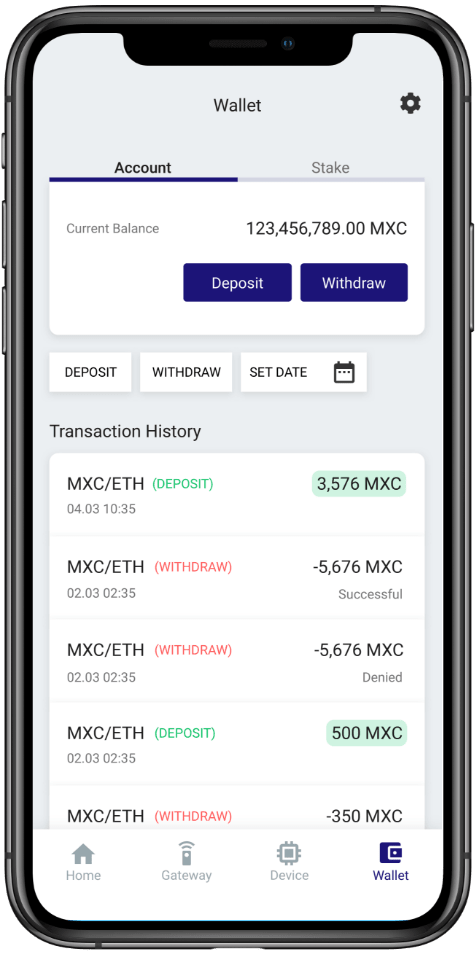 Wallet
Account Stake
Current Balance 123,456,789.00 MXC
Deposit Withdraw
DEPOSIT WITHDRAW SET DATE
Transaction History
MXC/ETH (DEPOSIT) 3,576 MXC
04.03 10:35
MXC/ETH (WITHDRAW) -5,676 MXC
02.03 02:35 Successful
MXC/ETH (WITHDRAW) -5,676 MXC
02.03 02:35 Denied
MXC/ETH (DEPOSIT) 500 MXC
02.03 02:35
MXC/ETH (WITHDRAW) -350 MXC
Home Gateway Device Wallet